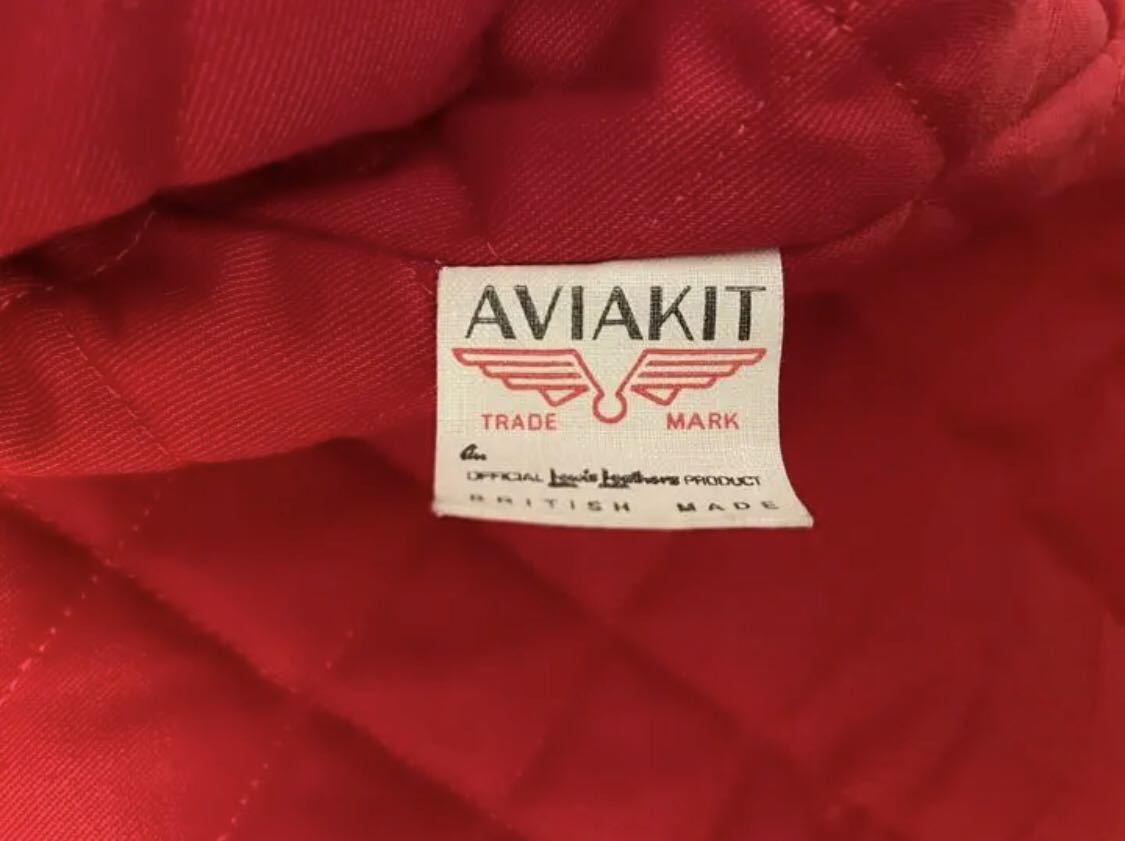 AVIAKIT
TRADE MARK
An
OFFICIAL Lewis Leathers PRODUCT
BRITISH MADE